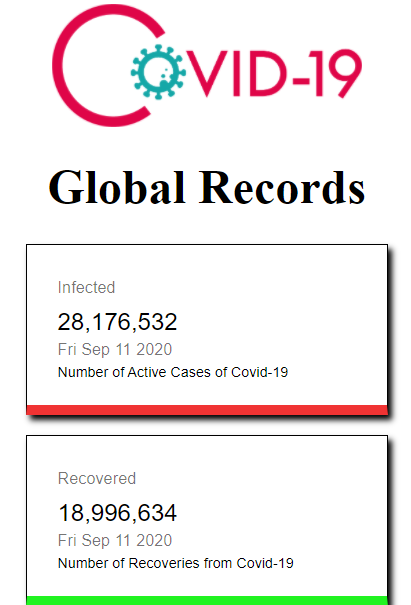 COVID-19
Global Records
Infected
28,176,532
Fri Sep 11 2020
Number of Active Cases of Covid-19
Recovered
18,996,634
Fri Sep 11 2020
Number of Recoveries from Covid-19